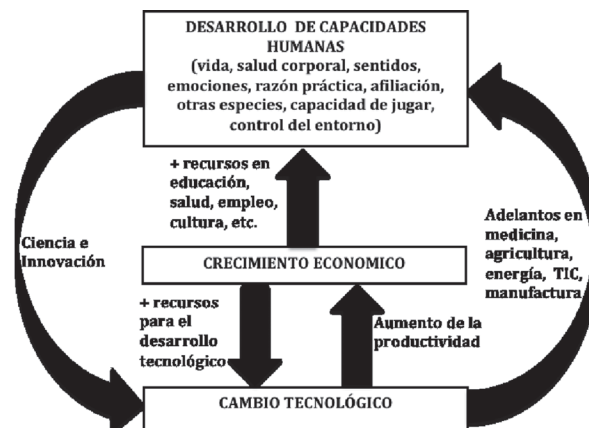 DESARROLLO DE CAPACIDADES
HUMANAS
(vida, salud corporal, sentidos,
emociones, razón práctica, afiliación,
otras especies, capacidad de jugar,
control del entorno)
+ recursos en
educación,
salud, empleo,
cultura, etc.
Ciencia e
Innovación
Adelantos en
medicina,
agricultura,
energía, TIC,
manufactura
CRECIMIENTO ECONOMICO
+ recursos
para el
desarrollo
tecnológico
Aumento de la
productividad
CAMBIO TECNOLÓGICO